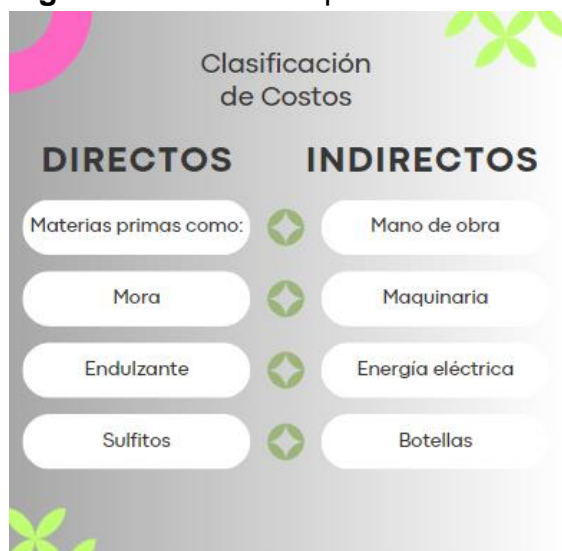 Clasificación
de Costos
DIRECTOS INDIRECTOS
Materias primas como: Mano de obra
Mora Maquinaria
Endulzante Energía eléctrica
Sulfitos Botellas